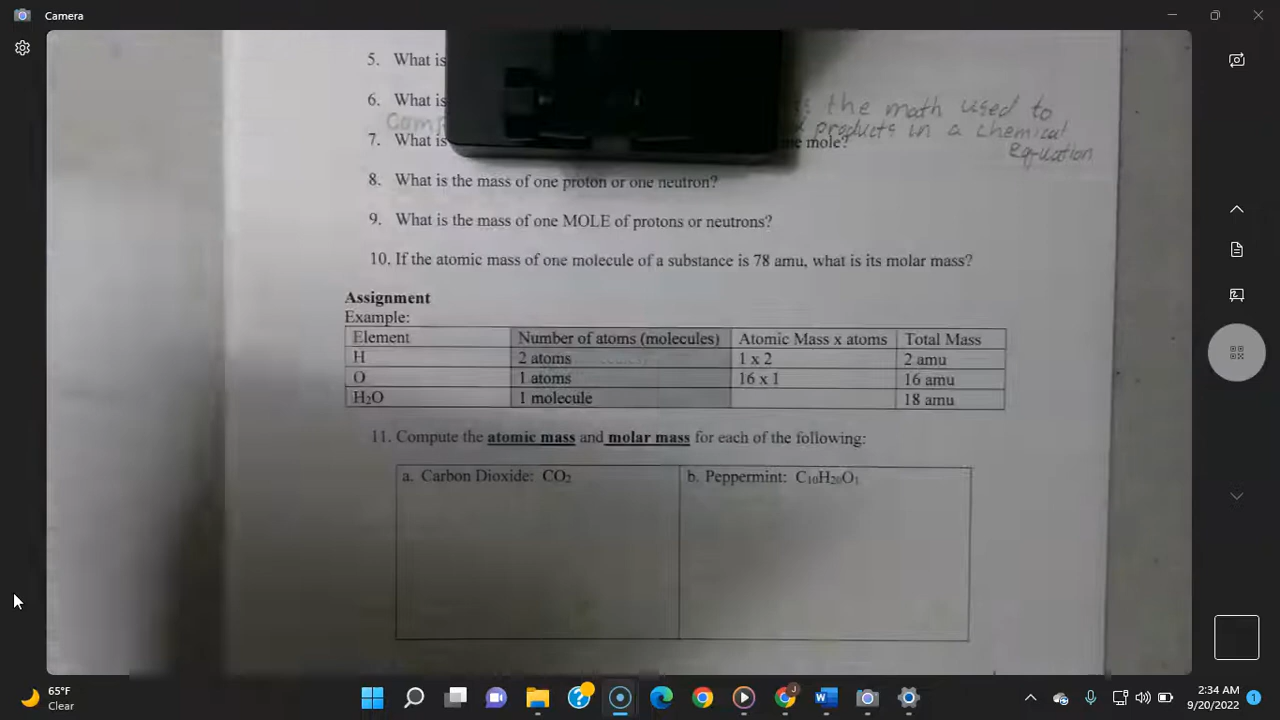 Camera
5. What is
6. What is
the math used to
products in a chemical
equation
7. What is
mole?
8. What is the mass of one proton or one neutron?
9. What is the mass of one MOLE of protons or neutrons?
10. If the atomic mass of one molecule of a substance is 78 amu, what is its molar mass?
Assignment
Example:
Element Number of atoms (molecules) Atomic Mass x atoms Total Mass
H 2 atoms 1 x 2 2 amu
O 1 atoms 16 x 1 16 amu
H₂O 1 molecule 18 amu
11. Compute the atomic mass and molar mass for each of the following:
a. Carbon Dioxide: CO₂ b. Peppermint: C₁₀H₂₀O₁
65°F
Clear
2:34 AM
9/20/2022
1